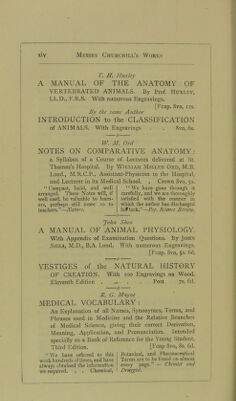 xiv MESSRS CHURCHILL'S WORKS
T. H. Huxley
A MANUAL OF THE ANATOMY OF
VERTEBRATED ANIMALS. By Prof HUXLEY,
LL.D., F.R.S. With numerous Engravings.
[Fcap. 8vo, 12s.
By the same Author
INTRODUCTION to the CLASSIFICATION
of ANIMALS. With Engravings . . 8vo, 6s.
W. M. Ord
NOTES ON COMPARATIVE ANATOMY:
a Syllabus of a Course of Lectures delivered at St.
Thomas's Hospital. By WILLIAM MILLER ORD, M.B.
Lond., M.R.C.P., Assistant-Physician to the Hospital,
and Lecturer in its Medical School. . Crown 8vo, 5s.
"Compact, lucid, and well
arranged. These Notes will, if
well used, be valuable to learn-
ers, perhaps still more so to
teachers."—Nature.
"We have gone through it
carefully, and we are thoroughly
satisfied with the manner in
which the author has discharged
his task."—Pop. Science Review.
John Shea
A MANUAL OF ANIMAL PHYSIOLOGY.
With Appendix of Examination Questions. By JOHN
SHEA, M.D., B.A. Lond. With numerous Engravings.
[Fcap 8vo, 5s. 6d.
VESTIGES of the NATURAL HISTORY
OF CREATION. With 100 Engravings on Wood.
Eleventh Edition . . . Post 7s. 6d.
R. G. Mayne
MEDICAL VOCABULARY:
An Explanation of all Names, Synonymes, Terms, and
Phrases used in Medicine and the Relative Branches
of Medical Science, giving their correct Derivation,
Meaning, Application, and Pronunciation. Intended
specially as a Book of Reference for the Young Student.
Third Edition. [Fcap 8vo, 8s. 6d.
"We have referred to this
work hundreds of times, and have
always obtained the information
we required. . . Chemical,
Botanical, and Pharmaceutical
Terms are to be found on almost
every page." — Chemist and
Druggist.